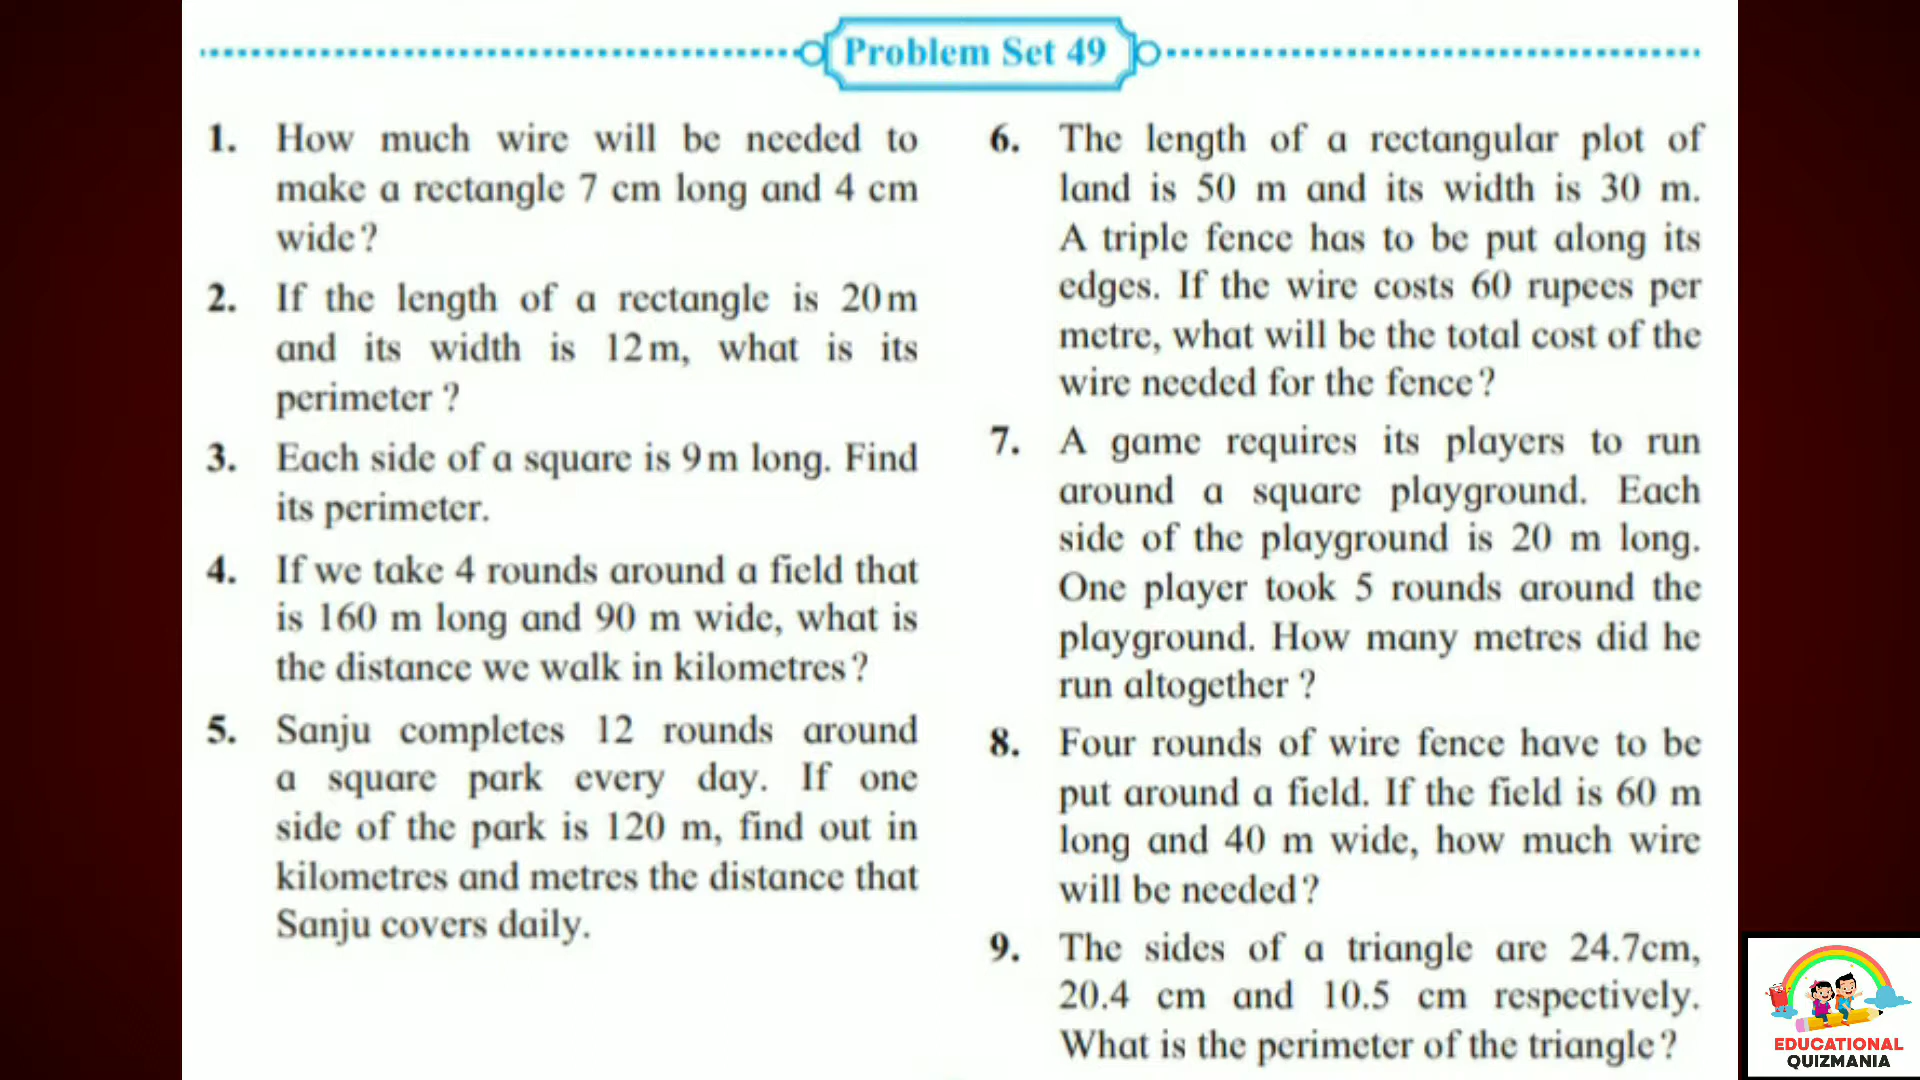 Problem Set 49
1. How much wire will be needed to
make a rectangle 7 cm long and 4 cm
wide?
2. If the length of a rectangle is 20 m
and its width is 12 m, what is its
perimeter ?
3. Each side of a square is 9 m long. Find
its perimeter.
4. If we take 4 rounds around a field that
is 160 m long and 90 m wide, what is
the distance we walk in kilometres?
5. Sanju completes 12 rounds around
a square park every day. If one
side of the park is 120 m, find out in
kilometres and metres the distance that
Sanju covers daily.
6. The length of a rectangular plot of
land is 50 m and its width is 30 m.
A triple fence has to be put along its
edges. If the wire costs 60 rupees per
metre, what will be the total cost of the
wire needed for the fence?
7. A game requires its players to run
around a square playground. Each
side of the playground is 20 m long.
One player took 5 rounds around the
playground. How many metres did he
run altogether ?
8. Four rounds of wire fence have to be
put around a field. If the field is 60 m
long and 40 m wide, how much wire
will be needed?
9. The sides of a triangle are 24.7cm,
20.4 cm and 10.5 cm respectively.
What is the perimeter of the triangle?
EDUCATIONAL
QUIZMANIA